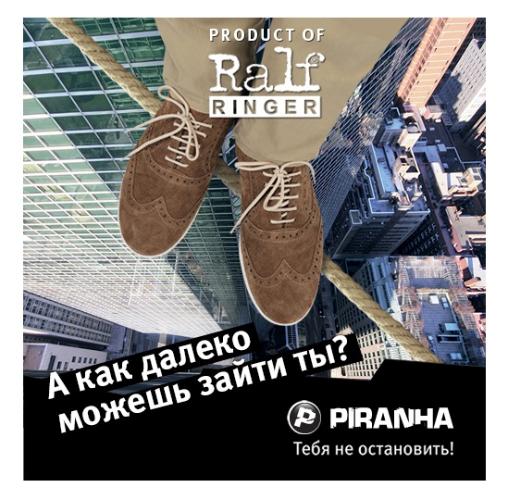 PRODUCT OF
Ralf
RINGER
А как далеко
можешь зайти ты?
PIRANHA
Тебя не остановить!